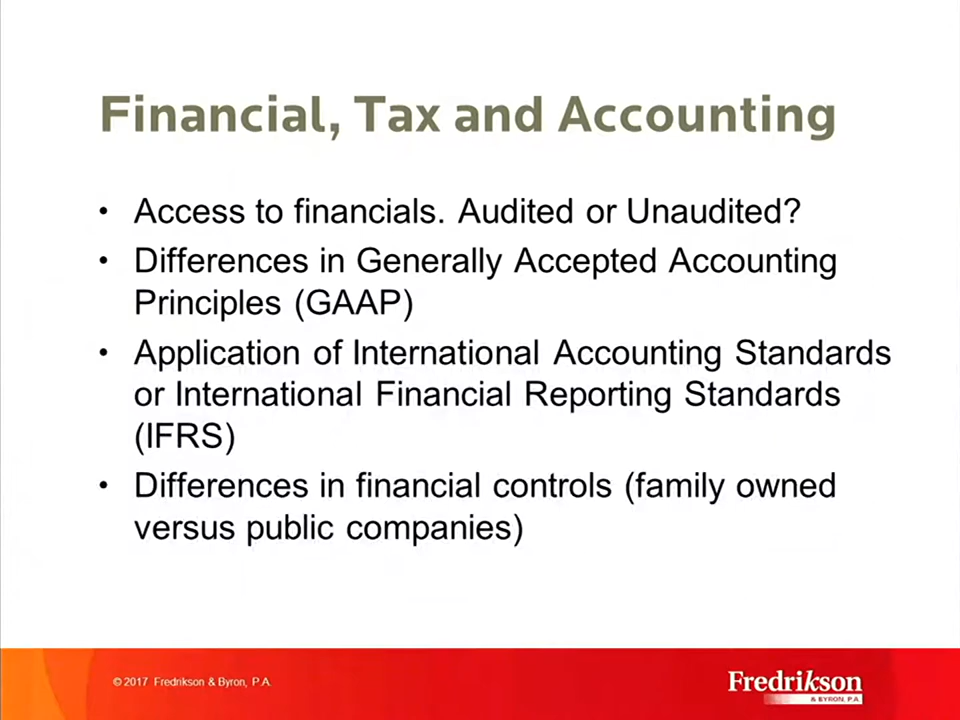 Financial, Tax and Accounting
• Access to financials. Audited or Unaudited?
• Differences in Generally Accepted Accounting
Principles (GAAP)
• Application of International Accounting Standards
or International Financial Reporting Standards
(IFRS)
• Differences in financial controls (family owned
versus public companies)
© 2017 Fredrikson & Byron, P.A.
Fredrikson
& BYRON, P.A.